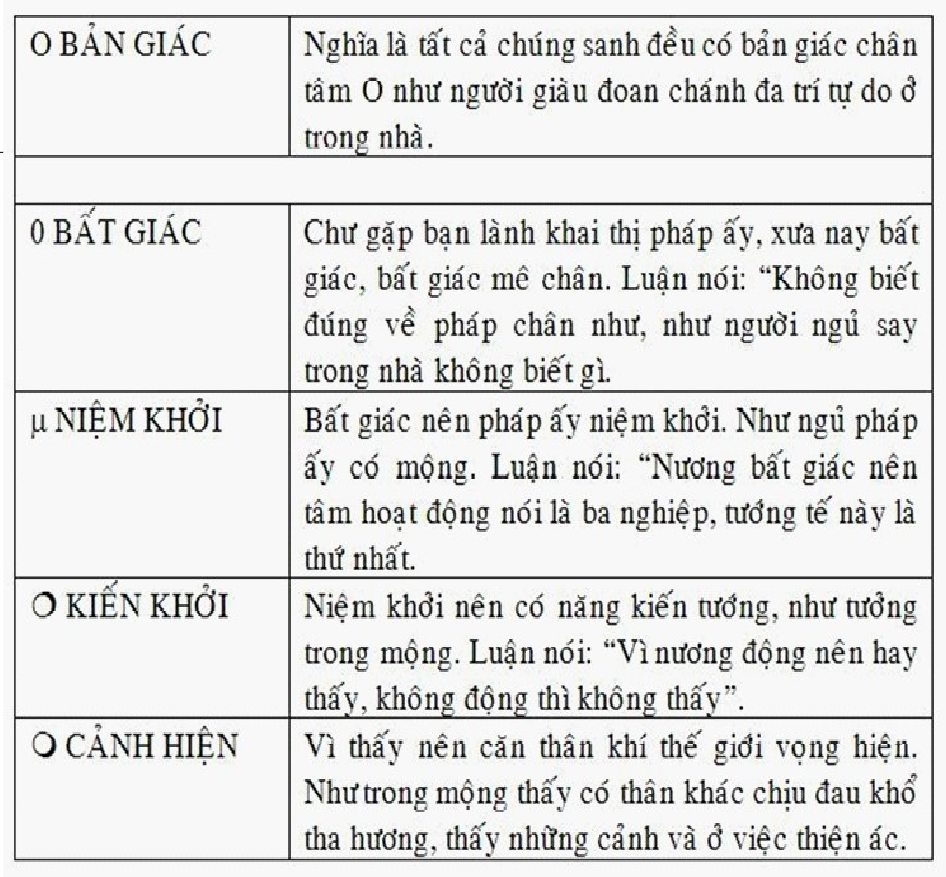 O BẢN GIÁC
Nghĩa là tất cả chúng sanh đều có bản giác chân
tâm O như người giàu đoan chánh đa trí tự do ở
trong nhà.
0 BẤT GIÁC
Chư gặp bạn lành khai thị pháp ấy, xưa nay bất
giác, bất giác mê chân. Luận nói: “Không biết
đúng về pháp chân như, như người ngủ say
trong nhà không biết gì.
µ NIỆM KHỞI
Bất giác nên pháp ấy niệm khởi. Như ngủ pháp
ấy có mộng. Luận nói: “Nương bất giác nên
tâm hoạt động nói là ba nghiệp, tướng tế này là
thứ nhất.
❍ KIẾN KHỞI
Niệm khởi nên có năng kiến tướng, như tưởng
trong mộng. Luận nói: “Vì nương động nên hay
thấy, không động thì không thấy”.
❍ CẢNH HIỆN
Vì thấy nên căn thân khí thế giới vọng hiện.
Như trong mộng thấy có thân khác chịu đau khổ
tha hương, thấy những cảnh và ở việc thiện ác.